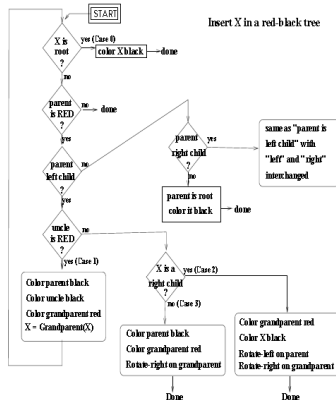 START
Insert X in a red-black tree
X is
root
?
yes (Case 0)
color X black
done
no
parent
is RED
?
no
done
yes
parent
left child
?
no
parent
right child
?
yes
same as "parent is
left child" with
"left" and "right"
interchanged
no
parent is root
color it black
done
yes
uncle
is RED
?
no
yes (Case 1)
Color parent black
Color uncle black
Color grandparent red
X = Grandparent(X)
X is a
right child
?
yes (Case 2)
no (Case 3)
Color parent black
Color grandparent red
Rotate-right on grandparent
Done
Color grandparent red
Color X black
Rotate-left on parent
Rotate-right on grandparent
Done